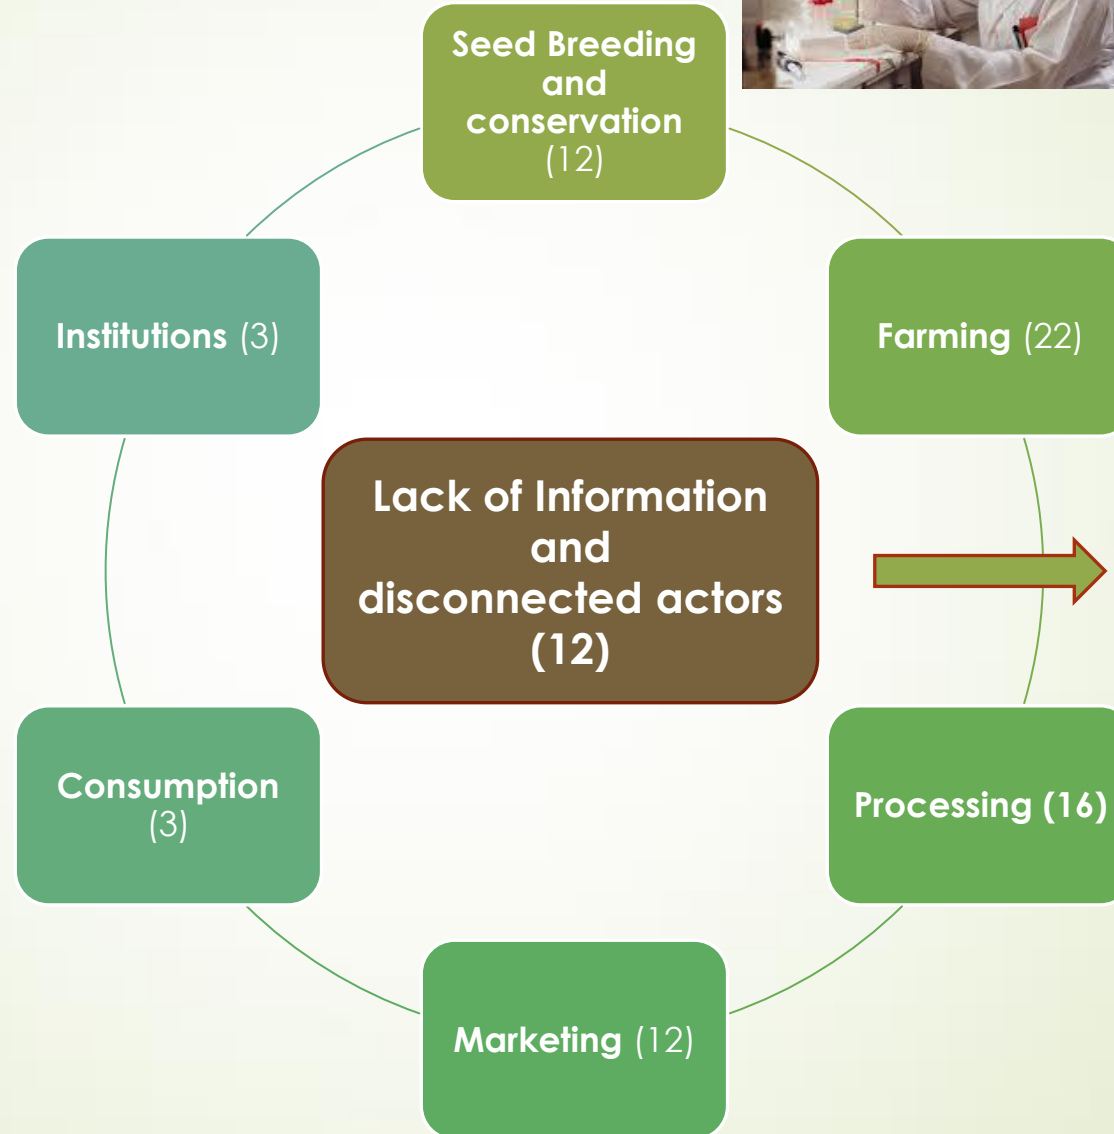 Seed Breeding
and
conservation
(12)
Institutions (3)
Farming (22)
Lack of Information
and
disconnected actors
(12)
Consumption
(3)
Processing (16)
Marketing (12)